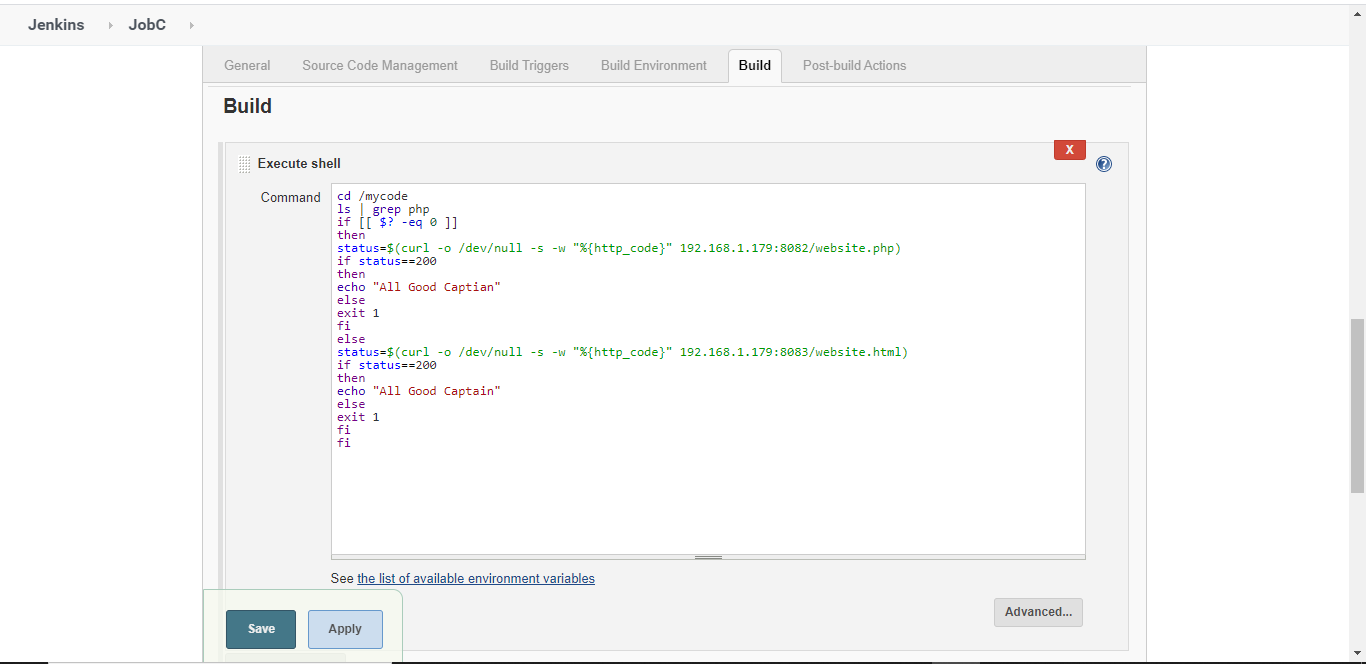 Jenkins JobC
General Source Code Management Build Triggers Build Environment Build Post-build Actions
Build
X
Execute shell
?
Command
cd /mycode
ls | grep php
if [[ $? -eq 0 ]]
then
status=$(curl -o /dev/null -s -w "%{http_code}" 192.168.1.179:8082/website.php)
if status==200
then
echo "All Good Captian"
else
exit 1
fi
else
status=$(curl -o /dev/null -s -w "%{http_code}" 192.168.1.179:8083/website.html)
if status==200
then
echo "All Good Captain"
else
exit 1
fi
fi
See the list of available environment variables
Advanced...
Save Apply